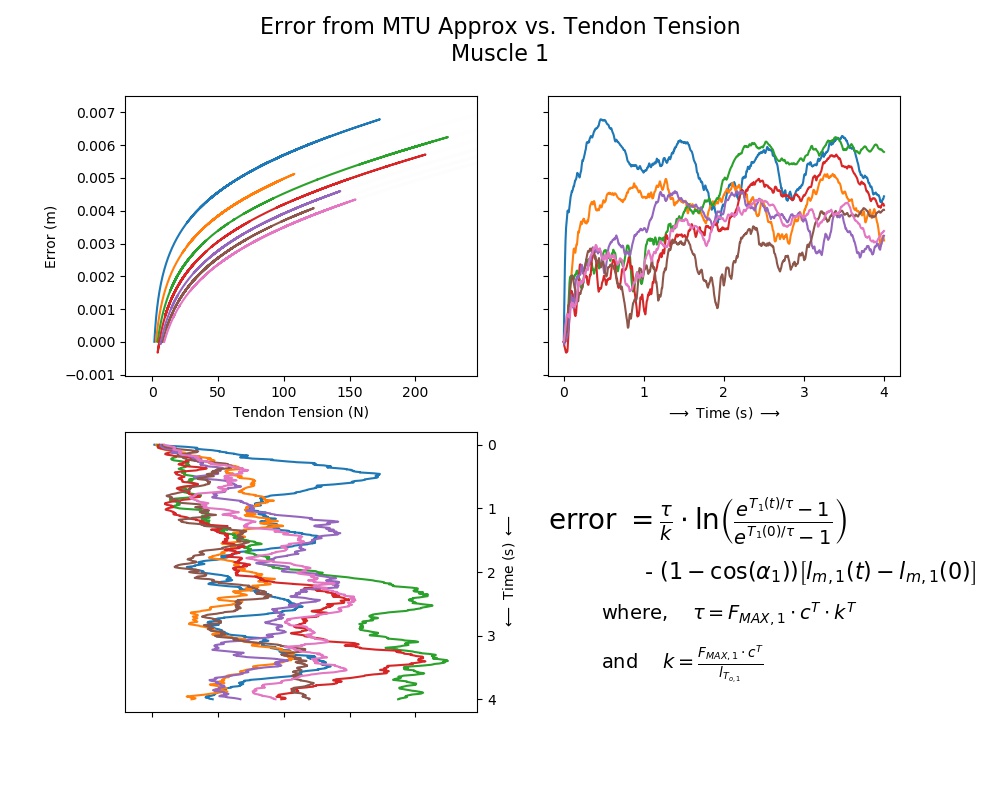 Error from MTU Approx vs. Tendon Tension
Muscle 1
0.007
0.006
0.005
0.004
0.003
0.002
0.001
0.000
−0.001
Error (m)
0 50 100 150 200
Tendon Tension (N)
0 1 2 3 4
⟶ Time (s) ⟶
0
1
2
3
4
⟵ Time (s) ⟵
error = τ/k · ln((e^{T_1(t)/τ} − 1)/(e^{T_1(0)/τ} − 1))
- (1 − cos(α_1))[l_{m,1}(t) − l_{m,1}(0)]
where, τ = F_{MAX,1} · c^T · k^T
and k = F_{MAX,1} · c^T / l_{T_{o,1}}